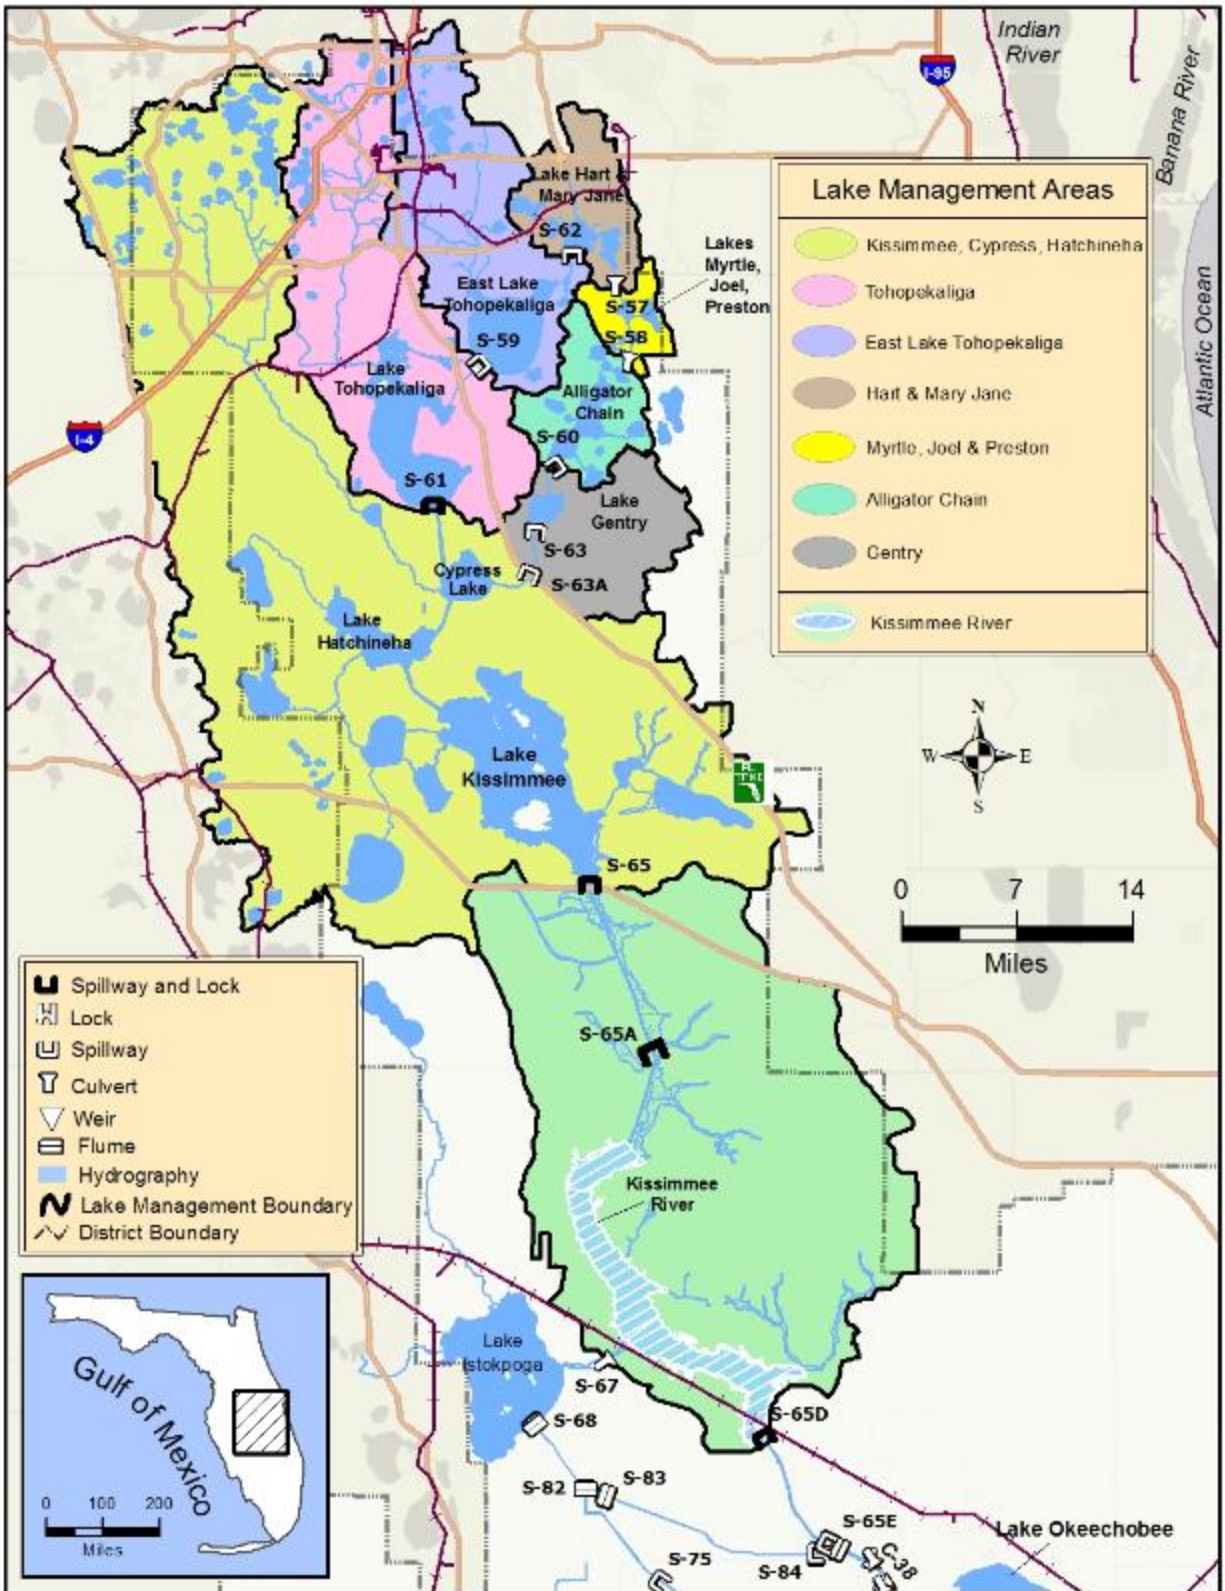 Indian
River
I-95
Banana River
Lake Management Areas
Kissimmee, Cypress, Hatchineha
Tohopekaliga
East Lake Tohopekaliga
Hart & Mary Jane
Myrtle, Joel & Preston
Alligator Chain
Gentry
Kissimmee River
Atlantic Ocean
Lake Hart
Mary Jane
S-62
Lakes
Myrtle,
Joel,
Preston
East Lake
Tohopekaliga
S-57
S-58
S-59
Lake
Tohopekaliga
Alligator
Chain
I-4
S-60
S-61
Lake
Gentry
S-63
Cypress
Lake
S-63A
Lake
Hatchineha
N
W
E
S
Lake
Kissimmee
S-65
0 7 14
Miles
Spillway and Lock
Lock
Spillway
Culvert
Weir
Flume
Hydrography
Lake Management Boundary
District Boundary
S-65A
Kissimmee
River
Gulf of Mexico
0 100 200
Miles
Lake
Istokpoga
S-67
S-68
S-65D
S-82
S-83
S-65E
S-84
C-38
S-75
Lake Okeechobee